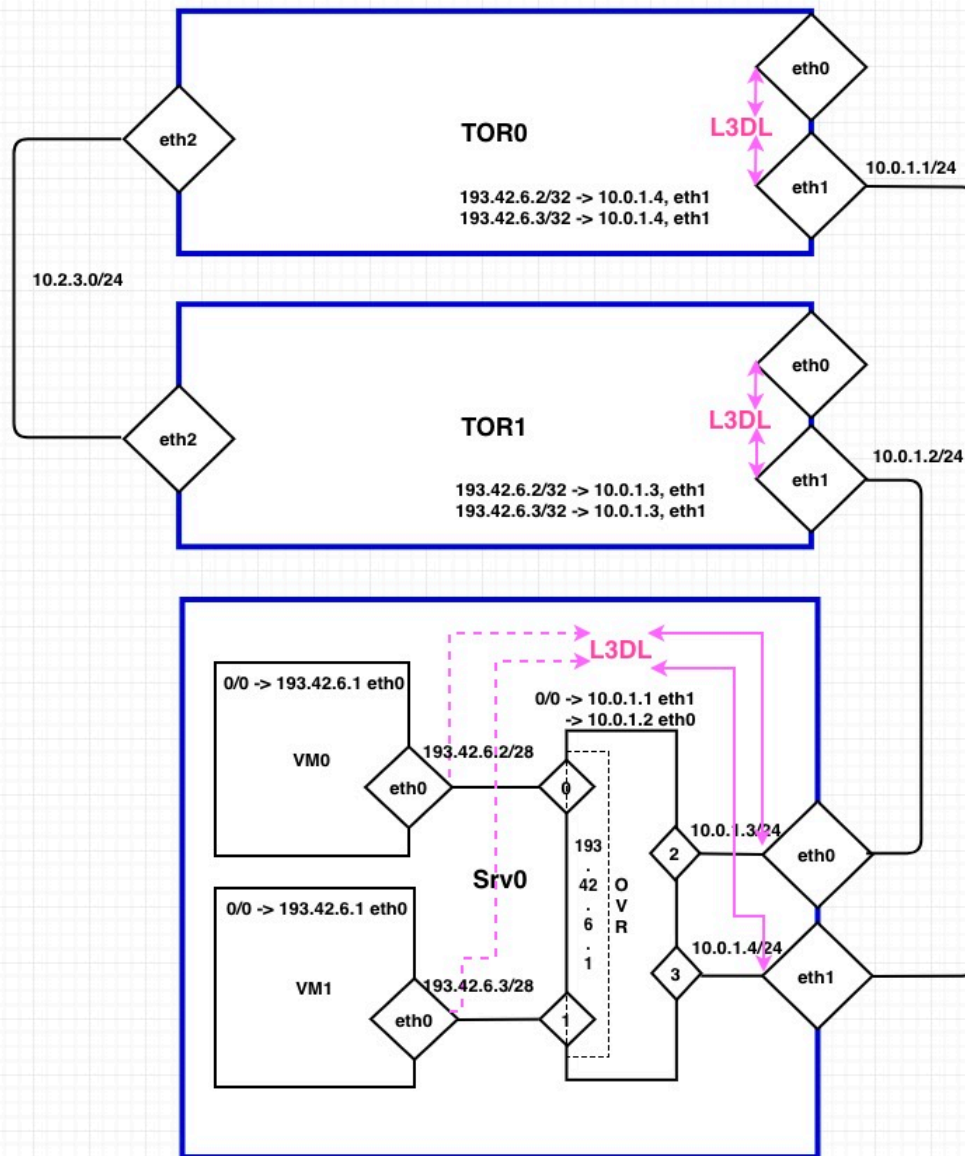 eth0
eth2
TOR0
L3DL
eth1
10.0.1.1/24
193.42.6.2/32 -> 10.0.1.4, eth1
193.42.6.3/32 -> 10.0.1.4, eth1
10.2.3.0/24
eth0
eth2
TOR1
L3DL
10.0.1.2/24
eth1
193.42.6.2/32 -> 10.0.1.3, eth1
193.42.6.3/32 -> 10.0.1.3, eth1
L3DL
0/0 -> 193.42.6.1 eth0
0/0 -> 10.0.1.1 eth1
-> 10.0.1.2 eth0
VM0
193.42.6.2/28
eth0
0
10.0.1.3/24
2
eth0
Srv0
193
.
42
.
6
.
1
O
V
R
0/0 -> 193.42.6.1 eth0
10.0.1.4/24
3
eth1
VM1
193.42.6.3/28
eth0
1